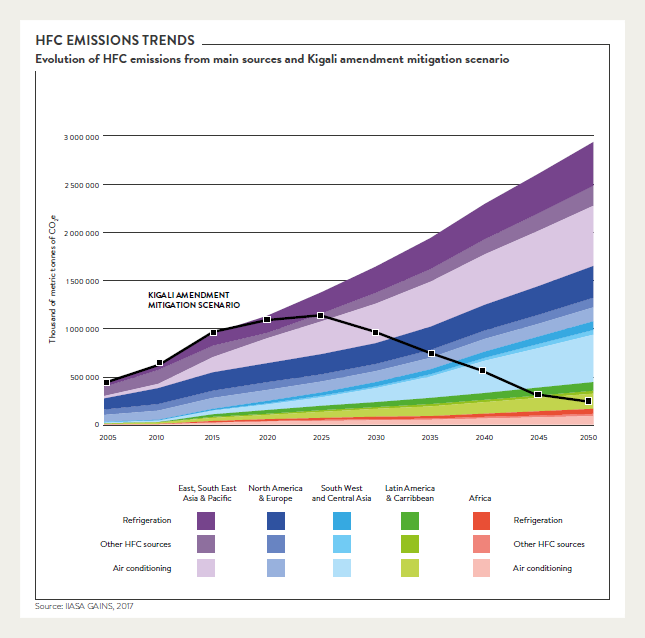 HFC EMISSIONS TRENDS
Evolution of HFC emissions from main sources and Kigali amendment mitigation scenario
Thousand of metric tonnes of CO₂e
3 000 000
2 500 000
2 000 000
1 500 000
1 000 000
500 000
0
KIGALI AMENDMENT
MITIGATION SCENARIO
2005 2010 2015 2020 2025 2030 2035 2040 2045 2050
East, South East North America South West Latin America
Asia & Pacific & Europe and Central Asia & Carribbean Africa
Refrigeration Refrigeration
Other HFC sources Other HFC sources
Air conditioning Air conditioning
Source: IIASA GAINS, 2017